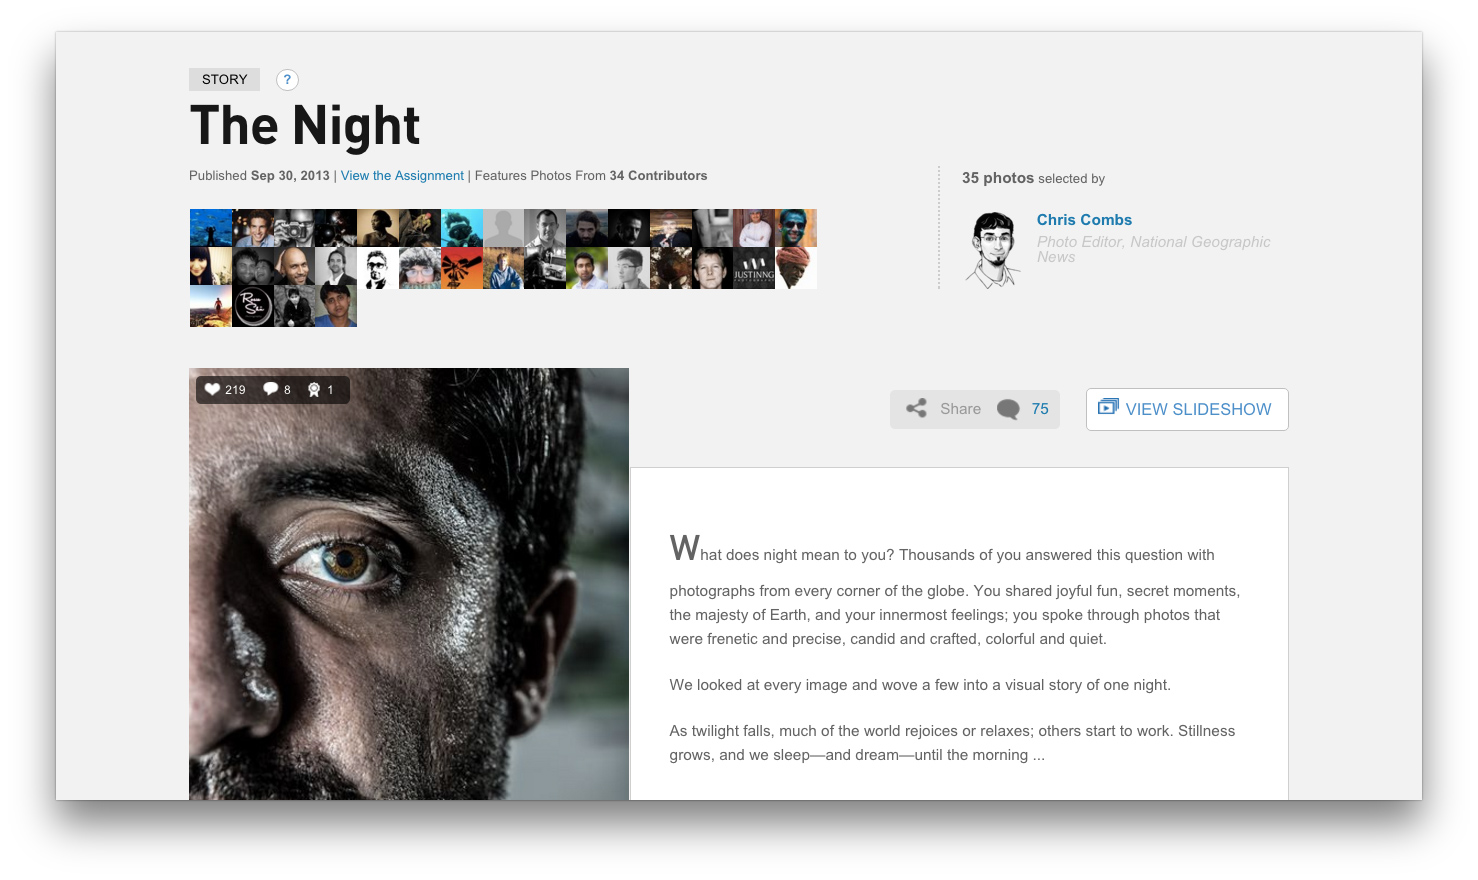 STORY ?
The Night
Published Sep 30, 2013 | View the Assignment | Features Photos From 34 Contributors
35 photos selected by
Chris Combs
Photo Editor, National Geographic
News
JUSTINNG
219 8 1
Share 75 VIEW SLIDESHOW
What does night mean to you? Thousands of you answered this question with
photographs from every corner of the globe. You shared joyful fun, secret moments,
the majesty of Earth, and your innermost feelings; you spoke through photos that
were frenetic and precise, candid and crafted, colorful and quiet.
We looked at every image and wove a few into a visual story of one night.
As twilight falls, much of the world rejoices or relaxes; others start to work. Stillness
grows, and we sleep—and dream—until the morning ...